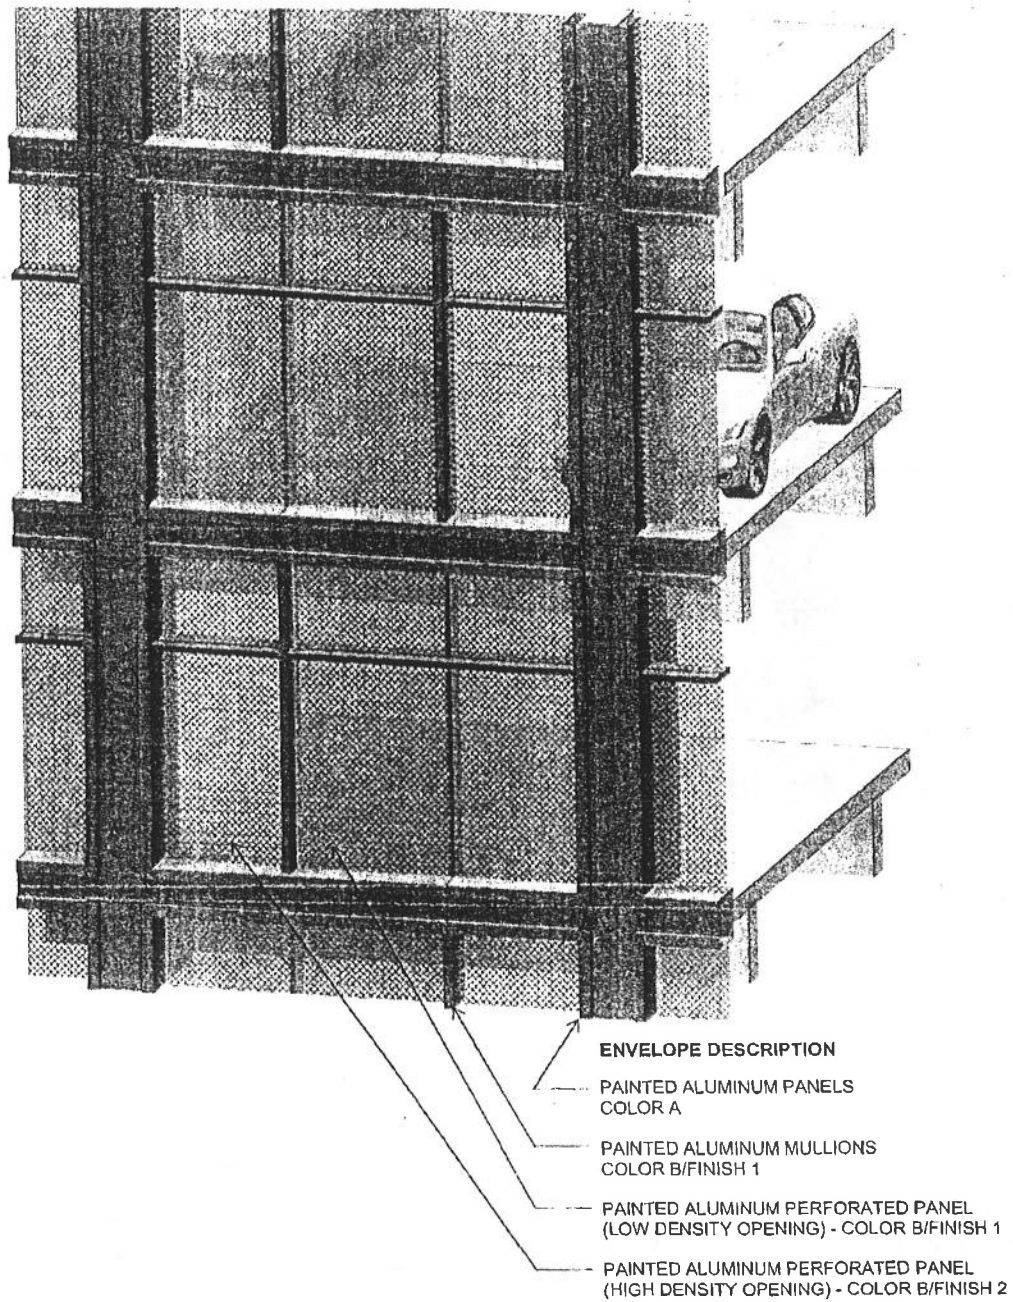 ENVELOPE DESCRIPTION
PAINTED ALUMINUM PANELS
COLOR A
PAINTED ALUMINUM MULLIONS
COLOR B/FINISH 1
PAINTED ALUMINUM PERFORATED PANEL
(LOW DENSITY OPENING) - COLOR B/FINISH 1
PAINTED ALUMINUM PERFORATED PANEL
(HIGH DENSITY OPENING) - COLOR B/FINISH 2